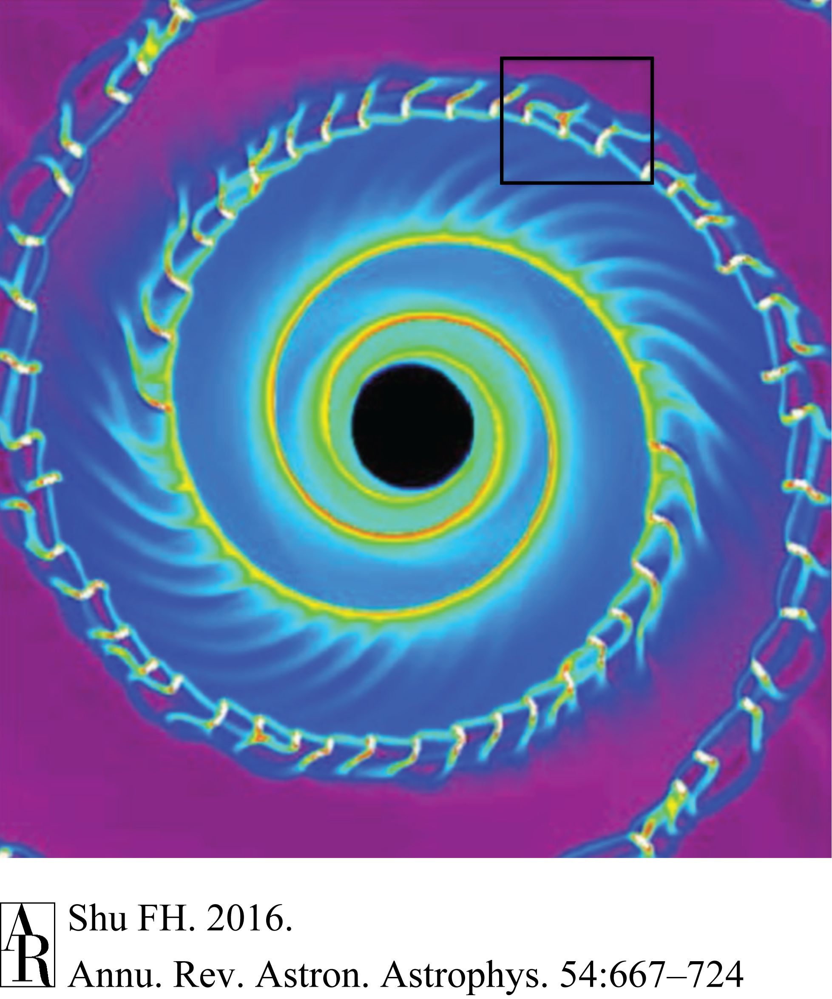 AR
Shu FH. 2016.
Annu. Rev. Astron. Astrophys. 54:667–724